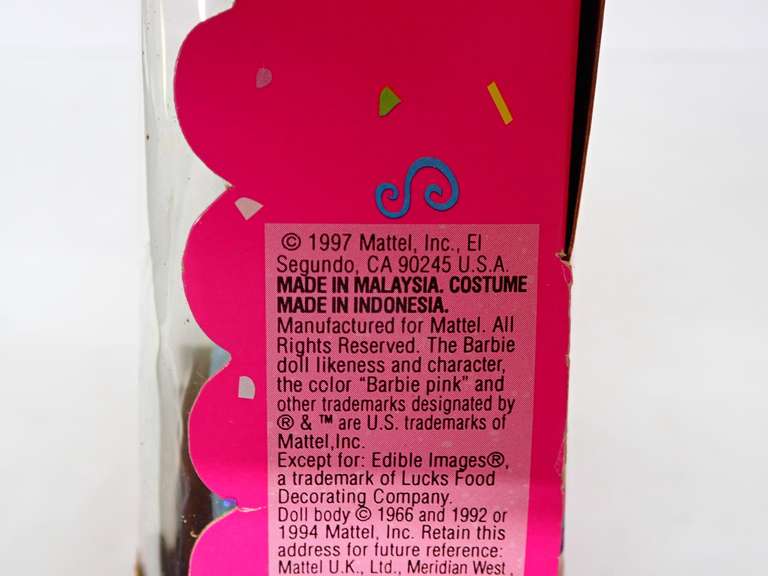 © 1997 Mattel, Inc., El
Segundo, CA 90245 U.S.A.
MADE IN MALAYSIA. COSTUME
MADE IN INDONESIA.
Manufactured for Mattel. All
Rights Reserved. The Barbie
doll likeness and character,
the color "Barbie pink" and
other trademarks designated by
® & ™ are U.S. trademarks of
Mattel,Inc.
Except for: Edible Images®,
a trademark of Lucks Food
Decorating Company.
Doll body © 1966 and 1992 or
1994 Mattel, Inc. Retain this
address for future reference:
Mattel U.K., Ltd., Meridian West,